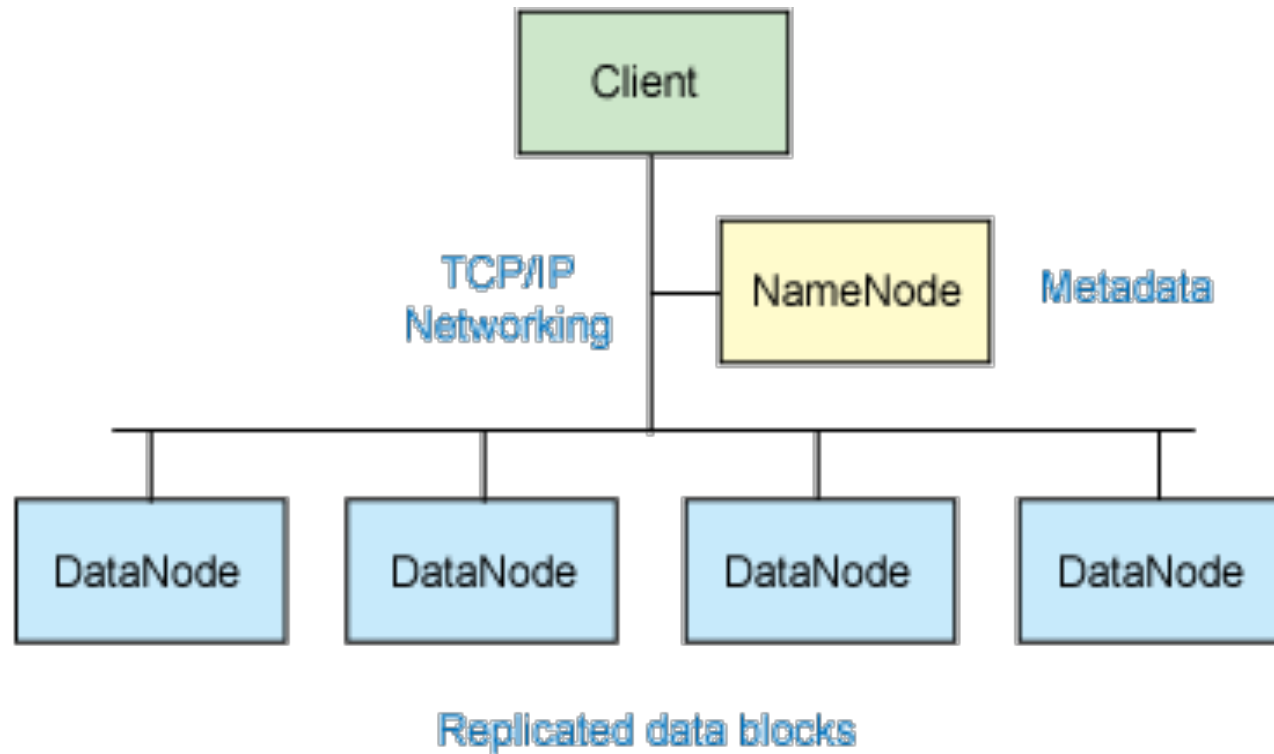 Client
TCP/IP
Networking
NameNode
Metadata
DataNode
DataNode
DataNode
DataNode
Replicated data blocks